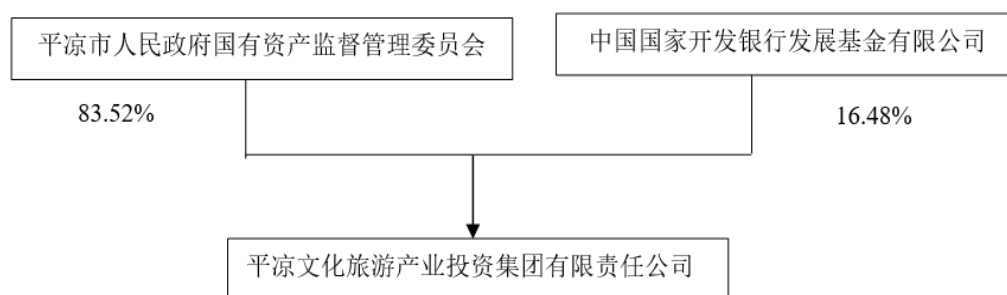 平凉市人民政府国有资产监督管理委员会
中国国家开发银行发展基金有限公司
83.52%
16.48%
平凉文化旅游产业投资集团有限责任公司